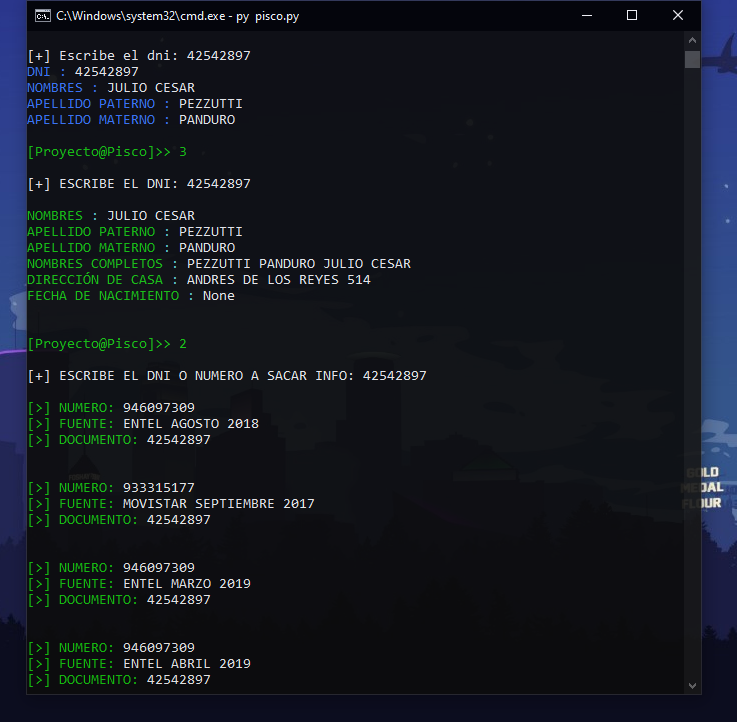 C:\Windows\system32\cmd.exe - py pisco.py
[+] Escribe el dni: 42542897
DNI : 42542897
NOMBRES : JULIO CESAR
APELLIDO PATERNO : PEZZUTTI
APELLIDO MATERNO : PANDURO
[Proyecto@Pisco]>> 3
[+] ESCRIBE EL DNI: 42542897
NOMBRES : JULIO CESAR
APELLIDO PATERNO : PEZZUTTI
APELLIDO MATERNO : PANDURO
NOMBRES COMPLETOS : PEZZUTTI PANDURO JULIO CESAR
DIRECCIÓN DE CASA : ANDRES DE LOS REYES 514
FECHA DE NACIMIENTO : None
[Proyecto@Pisco]>> 2
[+] ESCRIBE EL DNI O NUMERO A SACAR INFO: 42542897
[>] NUMERO: 946097309
[>] FUENTE: ENTEL AGOSTO 2018
[>] DOCUMENTO: 42542897
[>] NUMERO: 933315177
[>] FUENTE: MOVISTAR SEPTIEMBRE 2017
[>] DOCUMENTO: 42542897
[>] NUMERO: 946097309
[>] FUENTE: ENTEL MARZO 2019
[>] DOCUMENTO: 42542897
[>] NUMERO: 946097309
[>] FUENTE: ENTEL ABRIL 2019
[>] DOCUMENTO: 42542897
GOLD
MEDAL
FLOUR